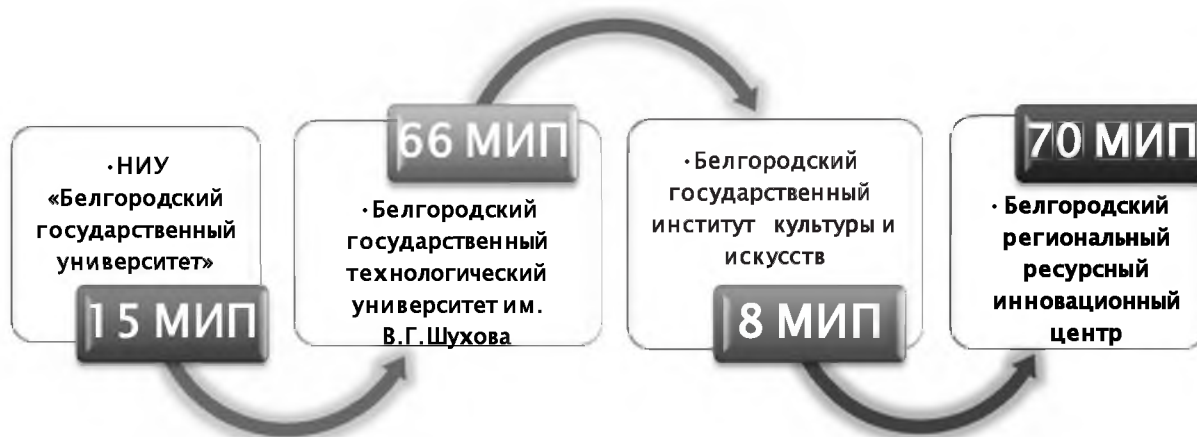 ·НИУ
«Белгородский
государственный
университет»
15 МИП
66 МИП
·Белгородский
государственный
технологический
университет им.
В.Г.Шухова
·Белгородский
государственный
институт культуры и
искусств
8 МИП
70 МИП
·Белгородский
региональный
ресурсный
инновационный
центр